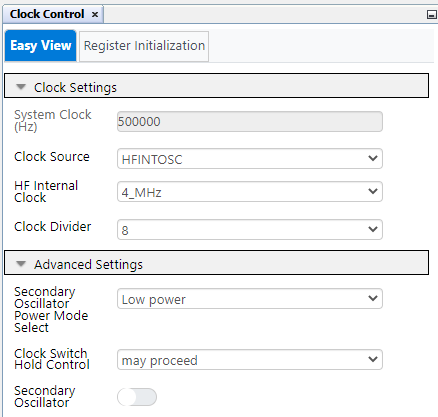 Clock Control
Easy View
Register Initialization
Clock Settings
System Clock
(Hz)
500000
Clock Source
HFINTOSC
HF Internal
Clock
4_MHz
Clock Divider
8
Advanced Settings
Secondary
Oscillator
Power Mode
Select
Low power
Clock Switch
Hold Control
may proceed
Secondary
Oscillator